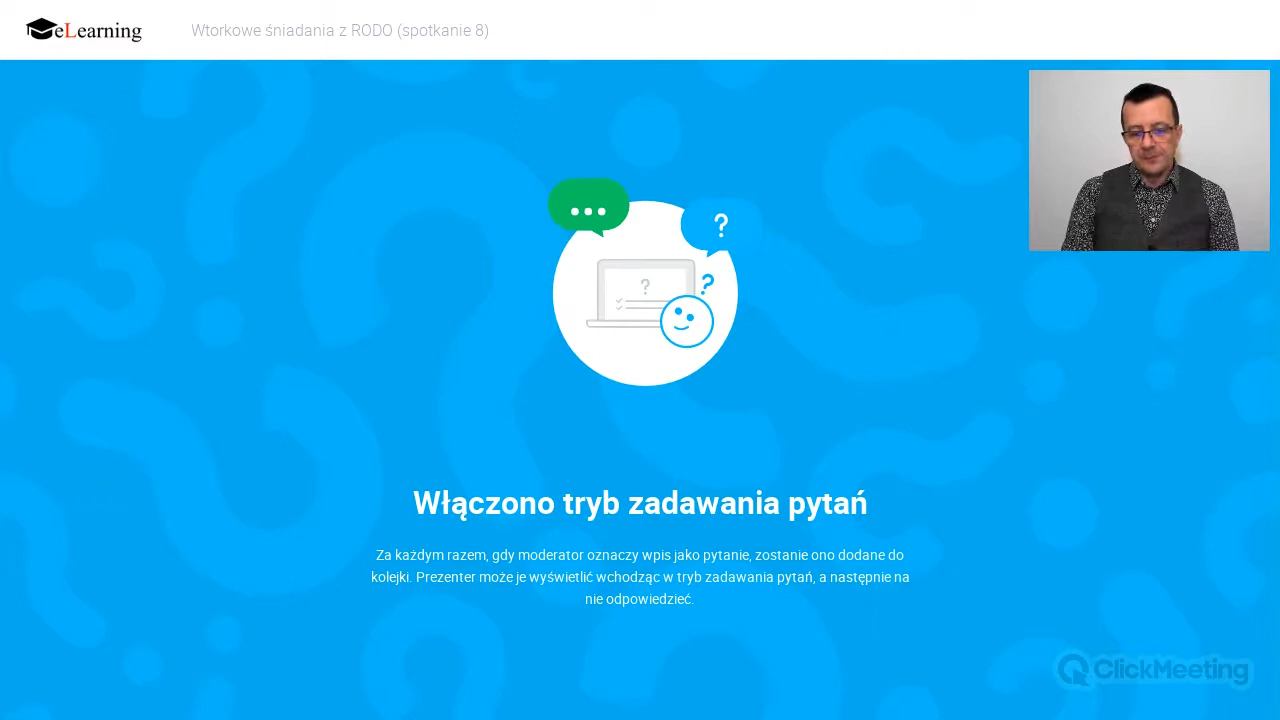 eLearning
Wtorkowe śniadania z RODO (spotkanie 8)
?
?
?
Włączono tryb zadawania pytań
Za każdym razem, gdy moderator oznaczy wpis jako pytanie, zostanie ono dodane do
kolejki. Prezenter może je wyświetlić wchodząc w tryb zadawania pytań, a następnie na
nie odpowiedzieć.
ClickMeeting